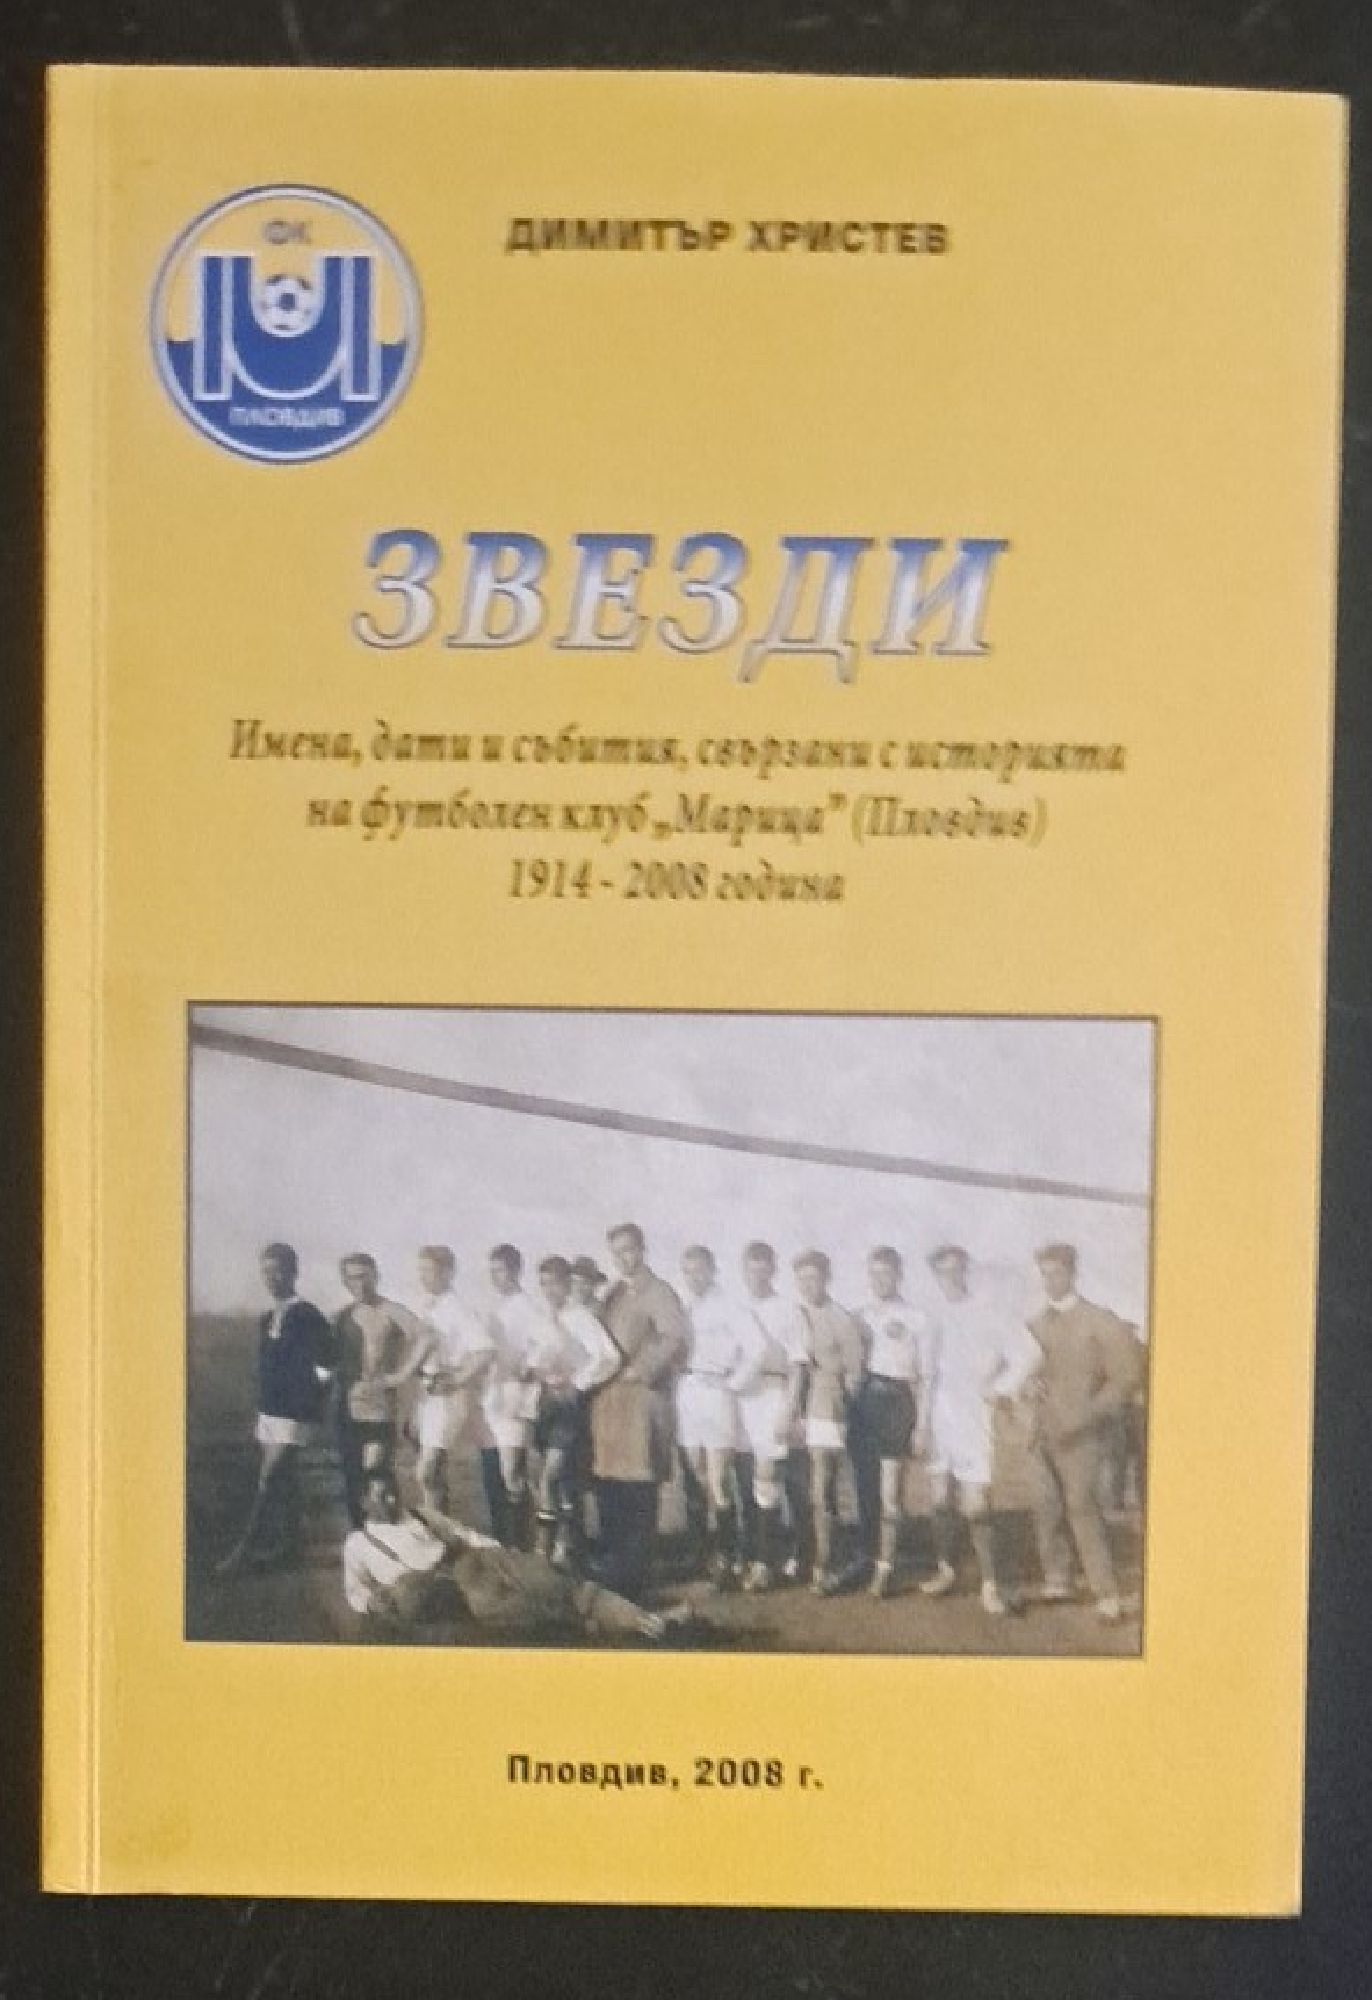 ФК
ПЛОВДИВ
ДИМИТЪР ХРИСТЕВ
ЗВЕЗДИ
Имена, дати и събития, свързани с историята
на футболен клуб „Марица” (Пловдив)
1914 - 2008 година
Пловдив, 2008 г.